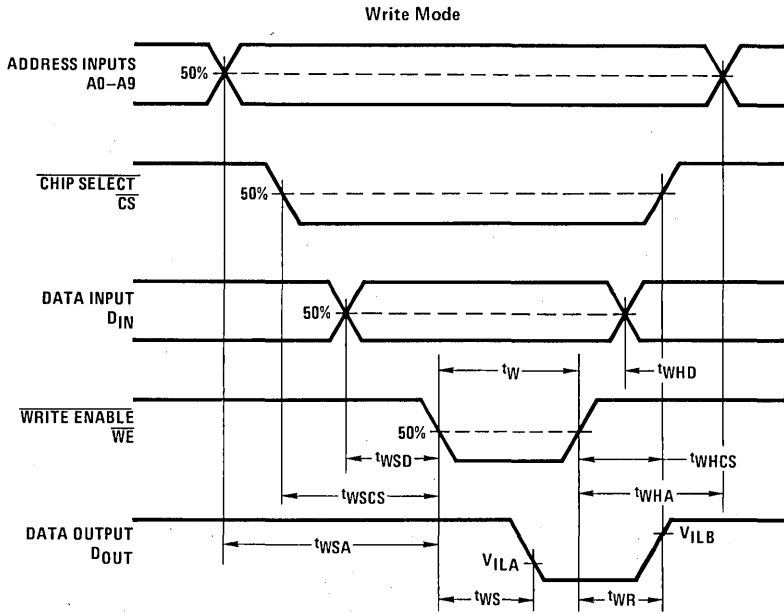 Write Mode
ADDRESS INPUTS
A0–A9
50%
CHIP SELECT
CS
50%
DATA INPUT
DIN
50%
tW
tWHD
WRITE ENABLE
WE
50%
tWSD
tWHCS
tWSCS
tWHA
DATA OUTPUT
DOUT
tWSA
VILA
VILB
tWS
tWR